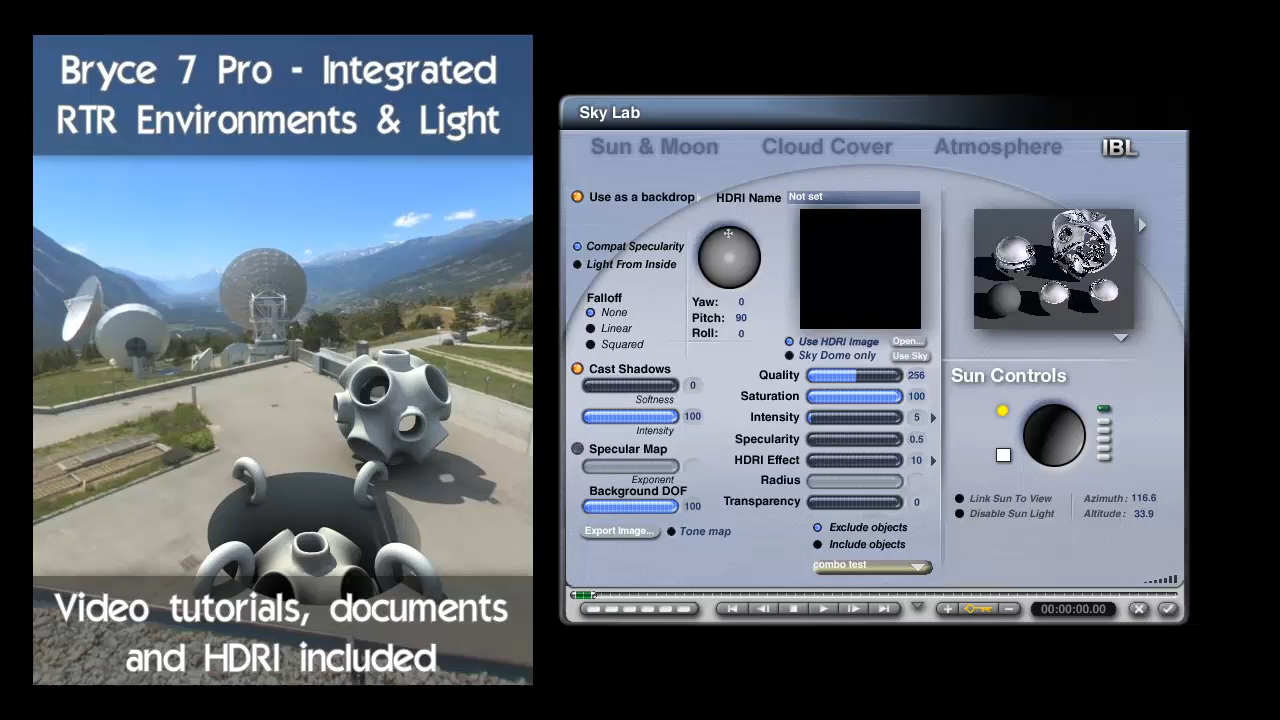 Bryce 7 Pro - Integrated
RTR Environments & Light
Video tutorials, documents
and HDRI included
Sky Lab
Sun & Moon
Cloud Cover
Atmosphere
IBL
Use as a backdrop
HDRI Name
Not set
Compat Specularity
Light From Inside
Falloff
None
Linear
Squared
Yaw: 0
Pitch: 90
Roll: 0
Use HDRI Image
Open...
Sky Dome only
Use Sky
Cast Shadows
0
Softness
100
Intensity
Specular Map
Exponent
Background DOF
100
Export Image...
Tone map
Quality 256
Saturation 100
Intensity 5
Specularity 0.5
HDRI Effect 10
Radius
Transparency 0
Exclude objects
Include objects
combo test
Sun Controls
Link Sun To View
Disable Sun Light
Azimuth: 116.6
Altitude: 33.9
00:00:00.00